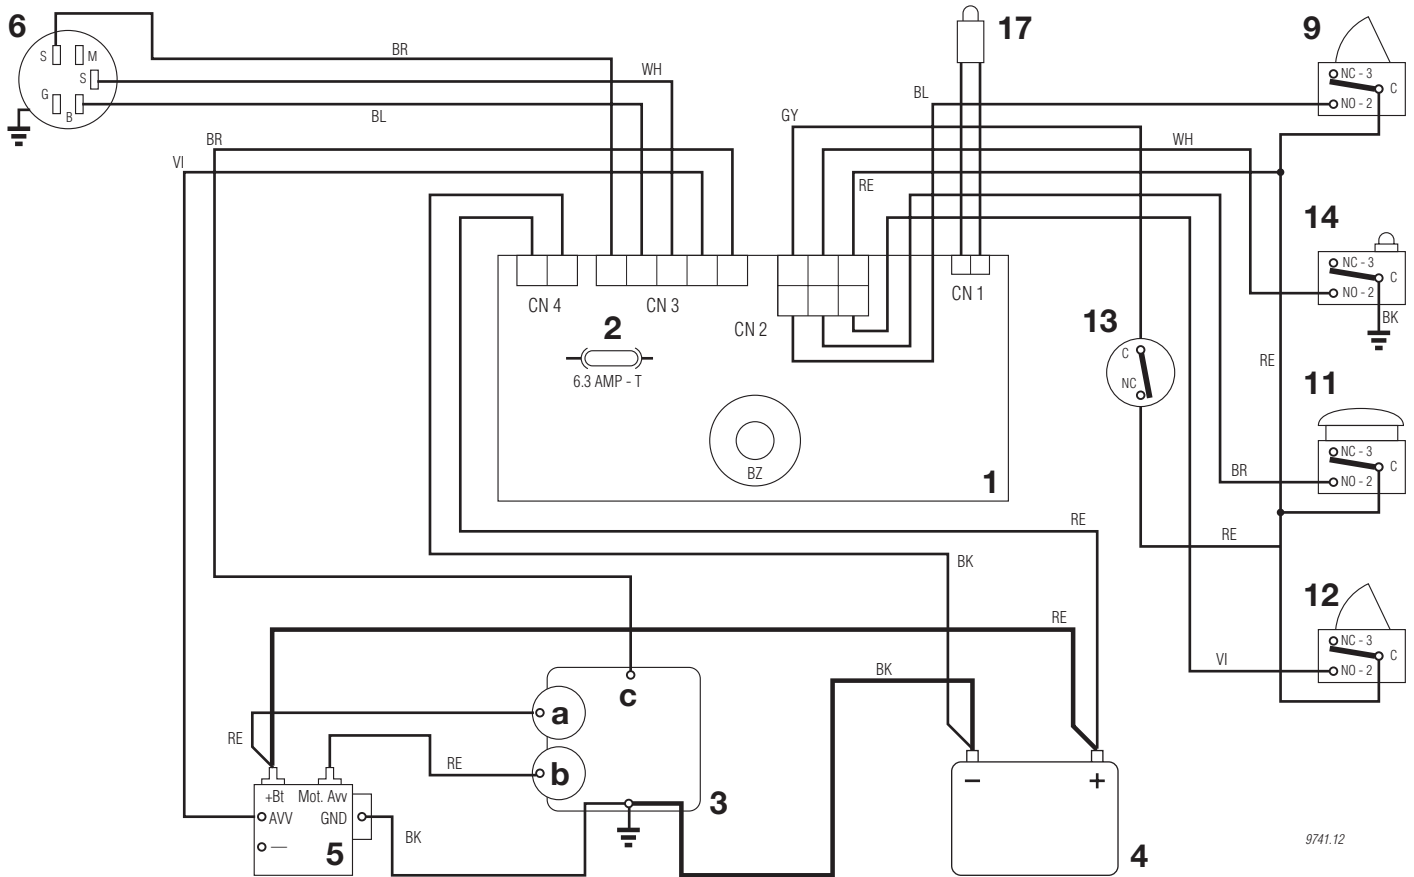 6
17
9
S
M
BR
NC - 3
S
WH
C
G
BL
NO - 2
B
BL
GY
BR
WH
VI
RE
14
NC - 3
C
CN 4
CN 3
CN 1
NO - 2
2
CN 2
13
BK
C
RE
6.3 AMP - T
NC
11
NC - 3
C
BZ
1
BR
NO - 2
RE
RE
BK
12
RE
NC - 3
C
BK
VI
NO - 2
c
a
RE
RE
b
–
+
+Bt
Mot. Avv
3
AVV
GND
BK
9741.12
5
4